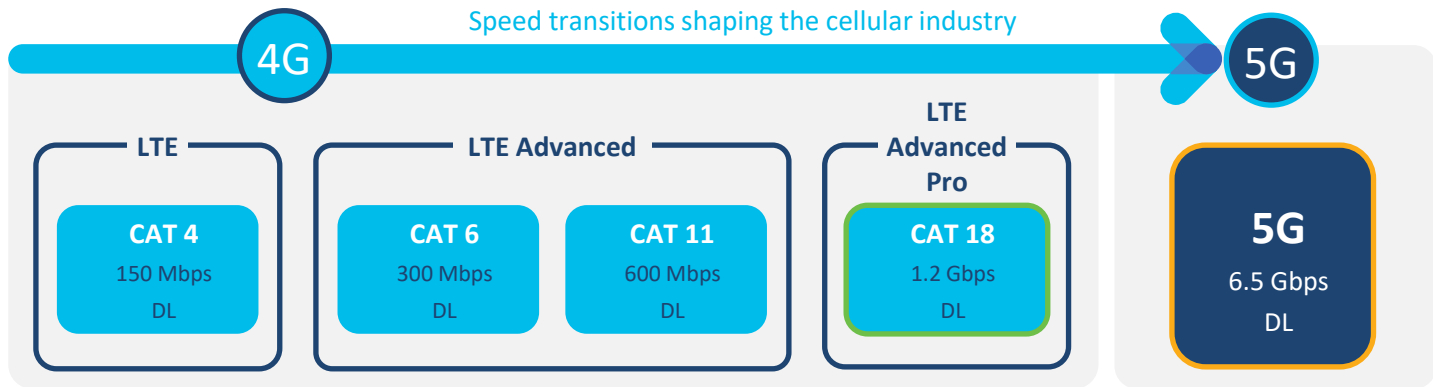 Speed transitions shaping the cellular industry
4G
5G
LTE
CAT 4
150 Mbps
DL
LTE Advanced
CAT 6
300 Mbps
DL
CAT 11
600 Mbps
DL
LTE
Advanced
Pro
CAT 18
1.2 Gbps
DL
5G
6.5 Gbps
DL